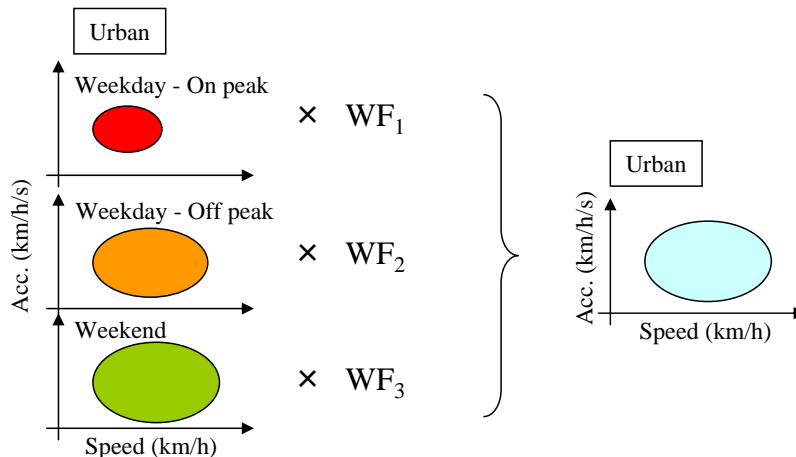 Urban
Weekday - On peak
× WF₁
Weekday - Off peak
× WF₂
Weekend
× WF₃
Acc. (km/h/s)
Speed (km/h)
Urban
Acc. (km/h/s)
Speed (km/h)